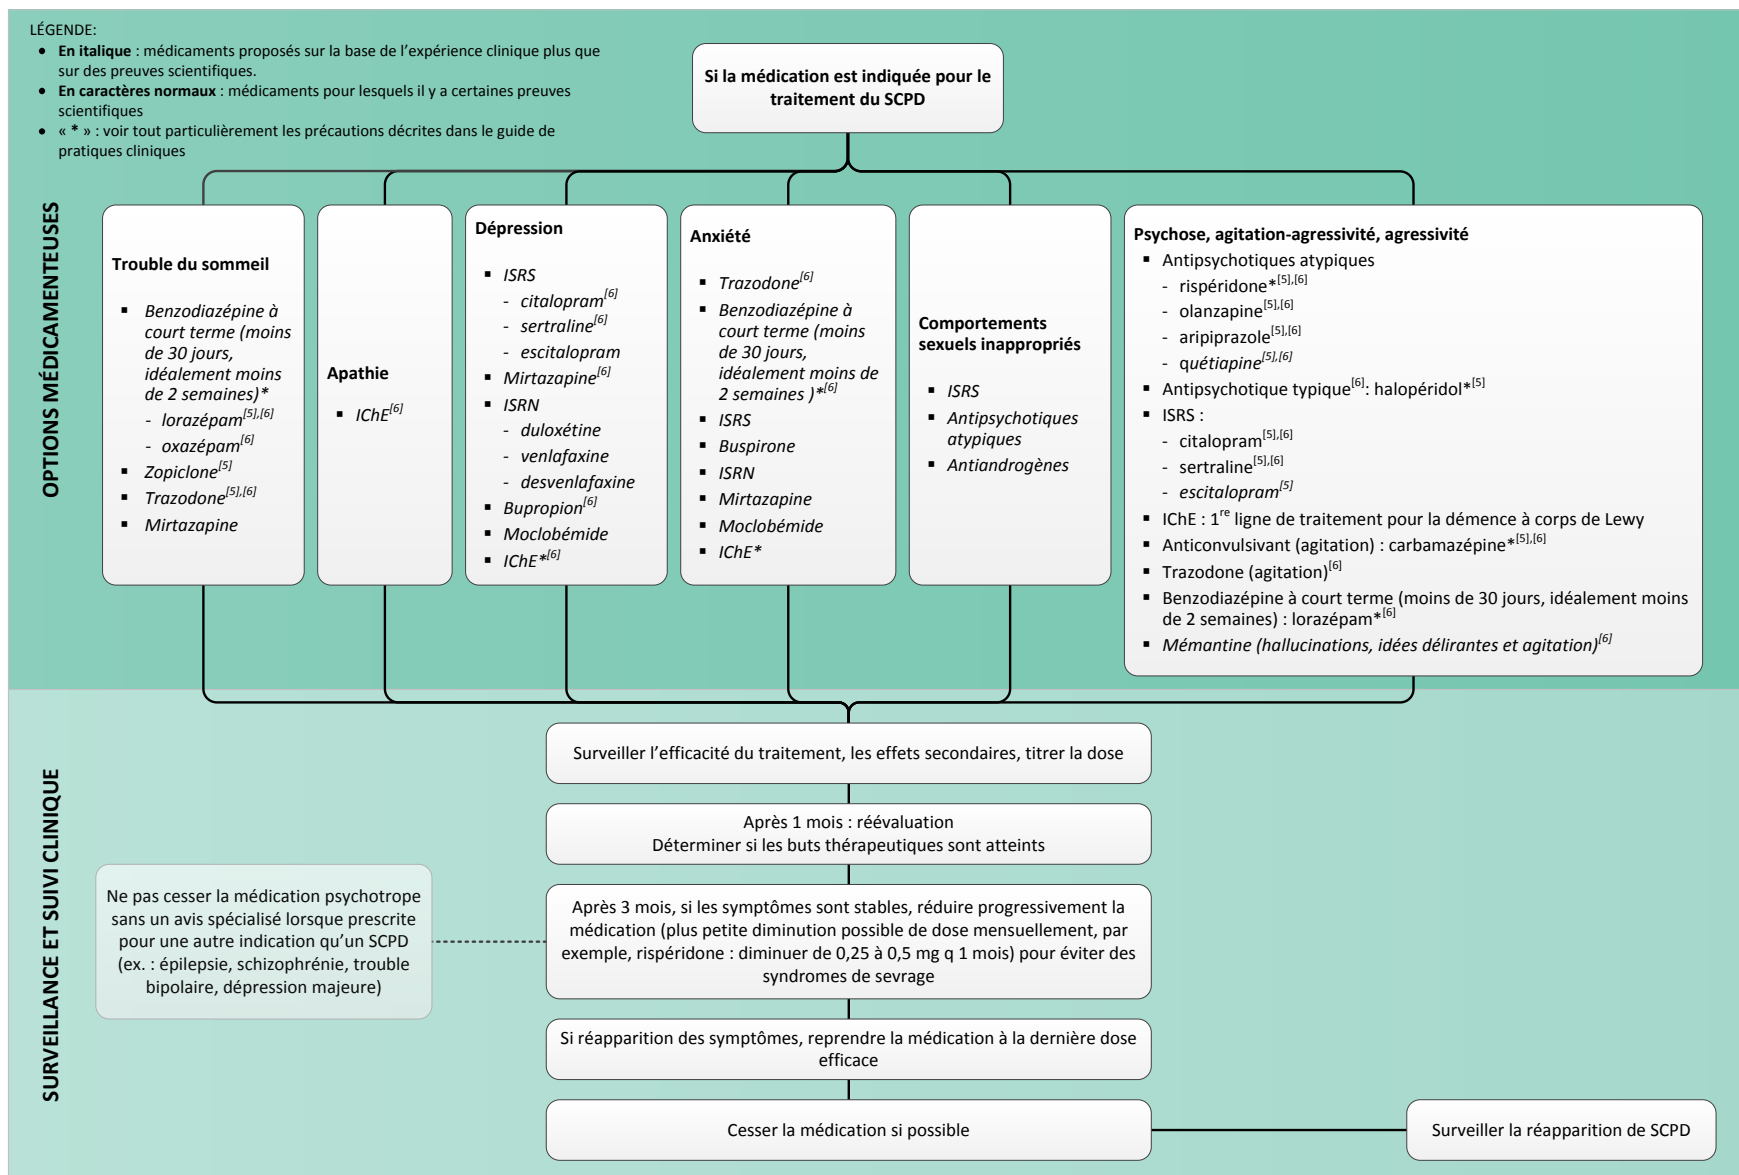 LÉGENDE:
• En italique : médicaments proposés sur la base de l'expérience clinique plus que
sur des preuves scientifiques.
• En caractères normaux : médicaments pour lesquels il y a certaines preuves
scientifiques
• « * » : voir tout particulièrement les précautions décrites dans le guide de
pratiques cliniques
Si la médication est indiquée pour le
traitement du SCPD
OPTIONS MÉDICAMENTEUSES
Trouble du sommeil
▪ Benzodiazépine à
court terme (moins
de 30 jours,
idéalement moins
de 2 semaines)*
- lorazépam[5],[6]
- oxazépam[6]
▪ Zopiclone[5]
▪ Trazodone[5],[6]
▪ Mirtazapine
Apathie
▪ IChE[6]
Dépression
▪ ISRS
- citalopram[6]
- sertraline[6]
- escitalopram
▪ Mirtazapine[6]
▪ ISRN
- duloxétine
- venlafaxine
- desvenlafaxine
▪ Bupropion[6]
▪ Moclobémide
▪ IChE*[6]
Anxiété
▪ Trazodone[6]
▪ Benzodiazépine à
court terme (moins
de 30 jours,
idéalement moins de
2 semaines )*[6]
▪ ISRS
▪ Buspirone
▪ ISRN
▪ Mirtazapine
▪ Moclobémide
▪ IChE*
Comportements
sexuels inappropriés
▪ ISRS
▪ Antipsychotiques
atypiques
▪ Antiandrogènes
Psychose, agitation-agressivité, agressivité
▪ Antipsychotiques atypiques
- rispéridone*[5],[6]
- olanzapine[5],[6]
- aripiprazole[5],[6]
- quétiapine[5],[6]
▪ Antipsychotique typique[6]: halopéridol*[5]
▪ ISRS :
- citalopram[5],[6]
- sertraline[5],[6]
- escitalopram[5]
▪ IChE : 1re ligne de traitement pour la démence à corps de Lewy
▪ Anticonvulsivant (agitation) : carbamazépine*[5],[6]
▪ Trazodone (agitation)[6]
▪ Benzodiazépine à court terme (moins de 30 jours, idéalement moins
de 2 semaines) : lorazépam*[6]
▪ Mémantine (hallucinations, idées délirantes et agitation)[6]
SURVEILLANCE ET SUIVI CLINIQUE
Surveiller l'efficacité du traitement, les effets secondaires, titrer la dose
Après 1 mois : réévaluation
Déterminer si les buts thérapeutiques sont atteints
Ne pas cesser la médication psychotrope
sans un avis spécialisé lorsque prescrite
pour une autre indication qu'un SCPD
(ex. : épilepsie, schizophrénie, trouble
bipolaire, dépression majeure)
Après 3 mois, si les symptômes sont stables, réduire progressivement la
médication (plus petite diminution possible de dose mensuellement, par
exemple, rispéridone : diminuer de 0,25 à 0,5 mg q 1 mois) pour éviter des
syndromes de sevrage
Si réapparition des symptômes, reprendre la médication à la dernière dose
efficace
Cesser la médication si possible
Surveiller la réapparition de SCPD